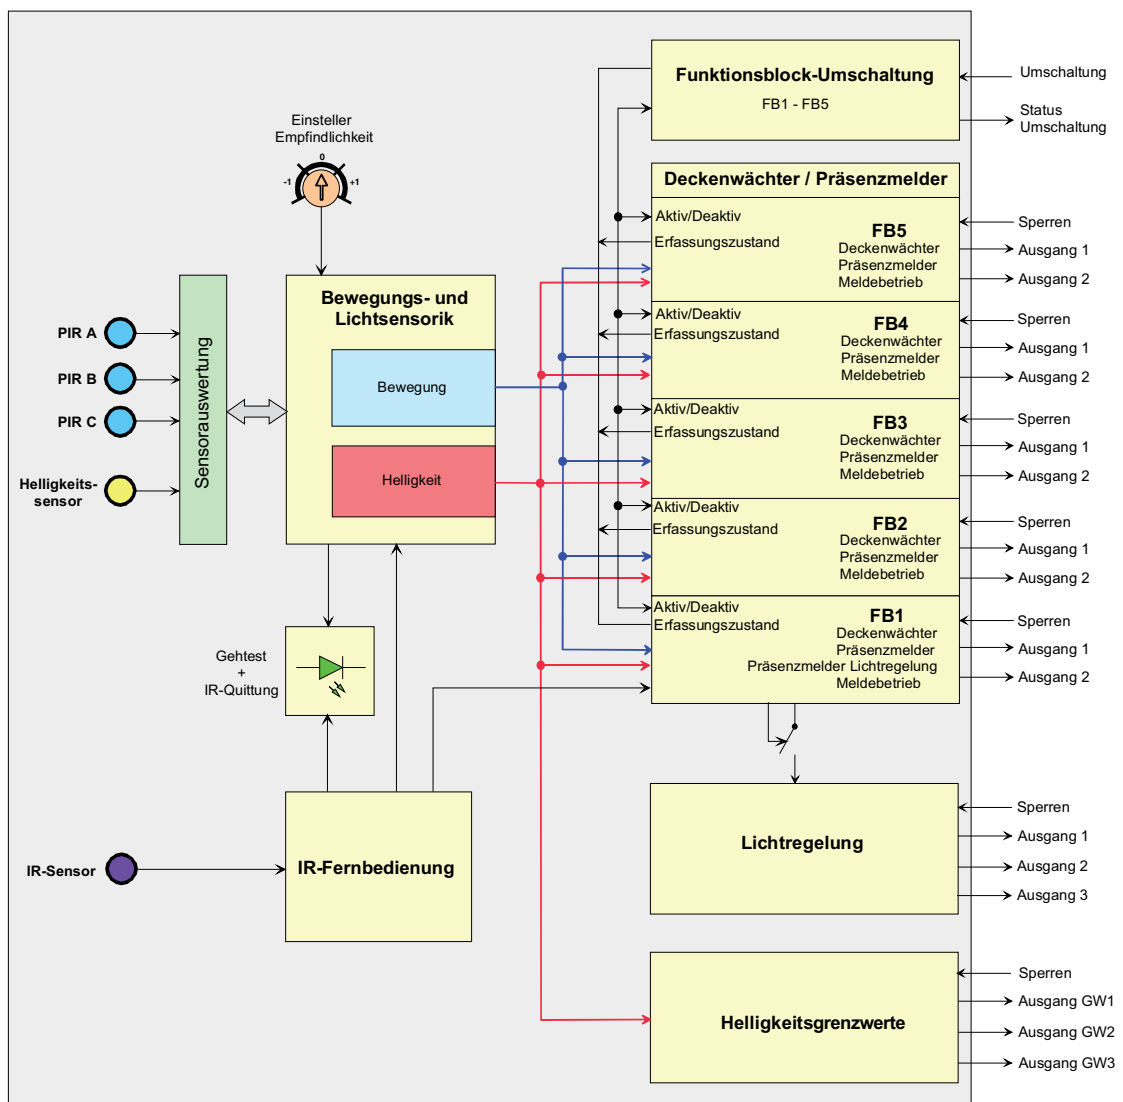 Funktionsblock-Umschaltung
FB1 - FB5
Umschaltung
Status
Umschaltung
Einsteller
Empfindlichkeit
0
-1
+1
Deckenwächter / Präsenzmelder
Aktiv/Deaktiv
Erfassungszustand
FB5
Deckenwächter
Präsenzmelder
Meldebetrieb
Sperren
Ausgang 1
Ausgang 2
Aktiv/Deaktiv
Erfassungszustand
FB4
Deckenwächter
Präsenzmelder
Meldebetrieb
Sperren
Ausgang 1
Ausgang 2
Aktiv/Deaktiv
Erfassungszustand
FB3
Deckenwächter
Präsenzmelder
Meldebetrieb
Sperren
Ausgang 1
Ausgang 2
Aktiv/Deaktiv
Erfassungszustand
FB2
Deckenwächter
Präsenzmelder
Meldebetrieb
Sperren
Ausgang 1
Ausgang 2
Aktiv/Deaktiv
Erfassungszustand
FB1
Deckenwächter
Präsenzmelder
Präsenzmelder Lichtregelung
Meldebetrieb
Sperren
Ausgang 1
Ausgang 2
PIR A
PIR B
PIR C
Helligkeits-
sensor
Sensorauswertung
Bewegungs- und
Lichtsensorik
Bewegung
Helligkeit
Gehtest
+
IR-Quittung
IR-Sensor
IR-Fernbedienung
Lichtregelung
Sperren
Ausgang 1
Ausgang 2
Ausgang 3
Helligkeitsgrenzwerte
Sperren
Ausgang GW1
Ausgang GW2
Ausgang GW3